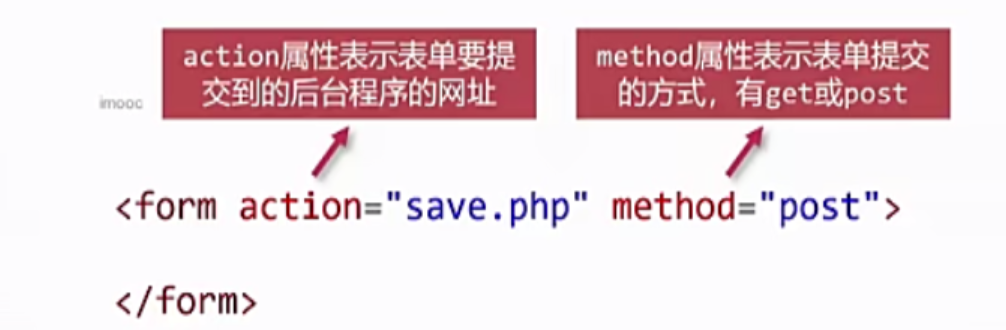 action属性表示表单要提
交到的后台程序的网址
method属性表示表单提交
的方式，有get或post
imooc
<form action="save.php" method="post">
</form>